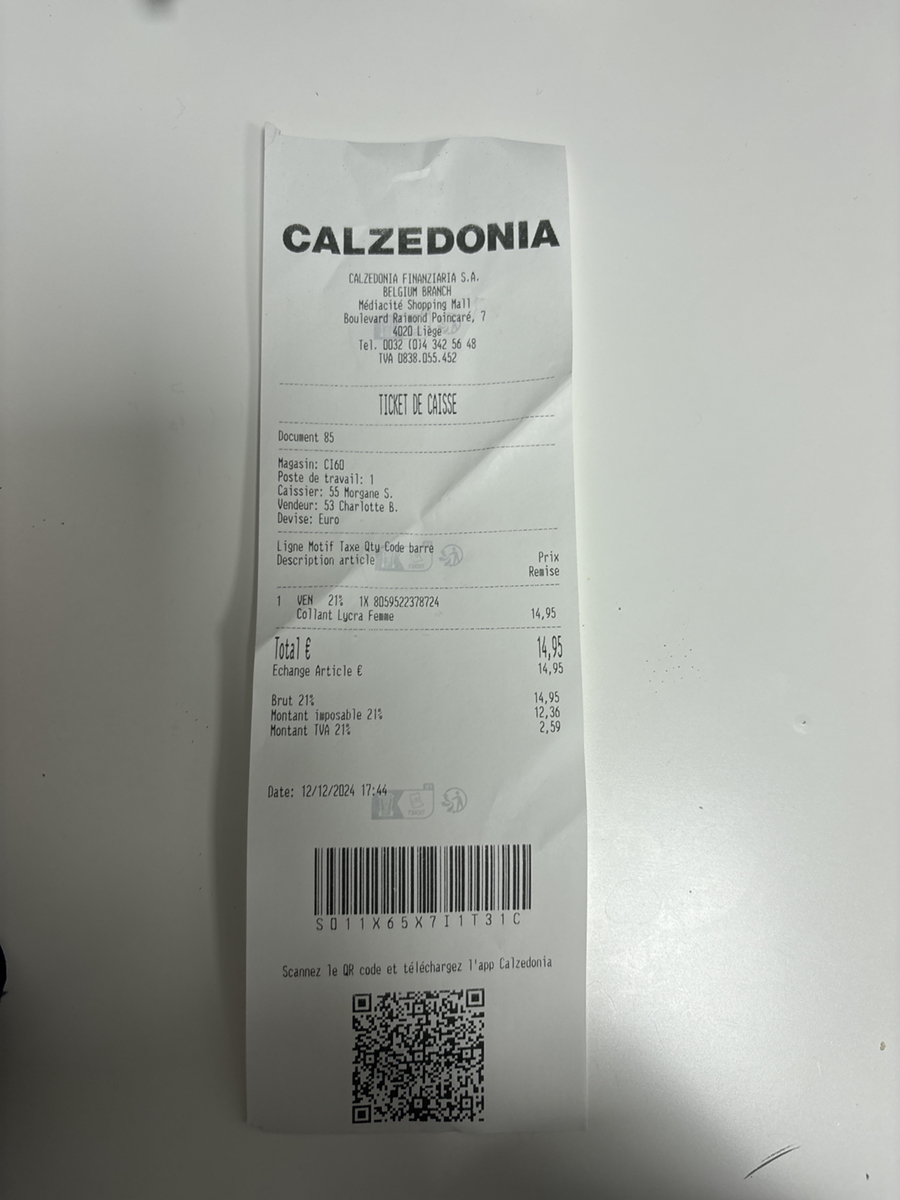 CALZEDONIA
CALZEDONIA FINANZIARIA S.A.
BELGIUM BRANCH
Médiacité Shopping Mall
Boulevard Raimond Poincaré, 7
4020 Liège
Tel. 0032 (0)4 342 56 48
TVA 0838.055.452
TICKET DE CAISSE
Document 85
Magasin: CI60
Poste de travail: 1
Caissier: 55 Morgane S.
Vendeur: 53 Charlotte B.
Devise: Euro
Ligne Motif Taxe Qty Code barre
Description article Prix
Remise
1 VEN 21% 1X 8059522378724
Collant Lycra Femme 14,95
Total € 14,95
Echange Article € 14,95
Brut 21% 14,95
Montant imposable 21% 12,36
Montant TVA 21% 2,59
Date: 12/12/2024 17:44
S011X65X7I1T31C
Scannez le QR code et téléchargez l'app Calzedonia